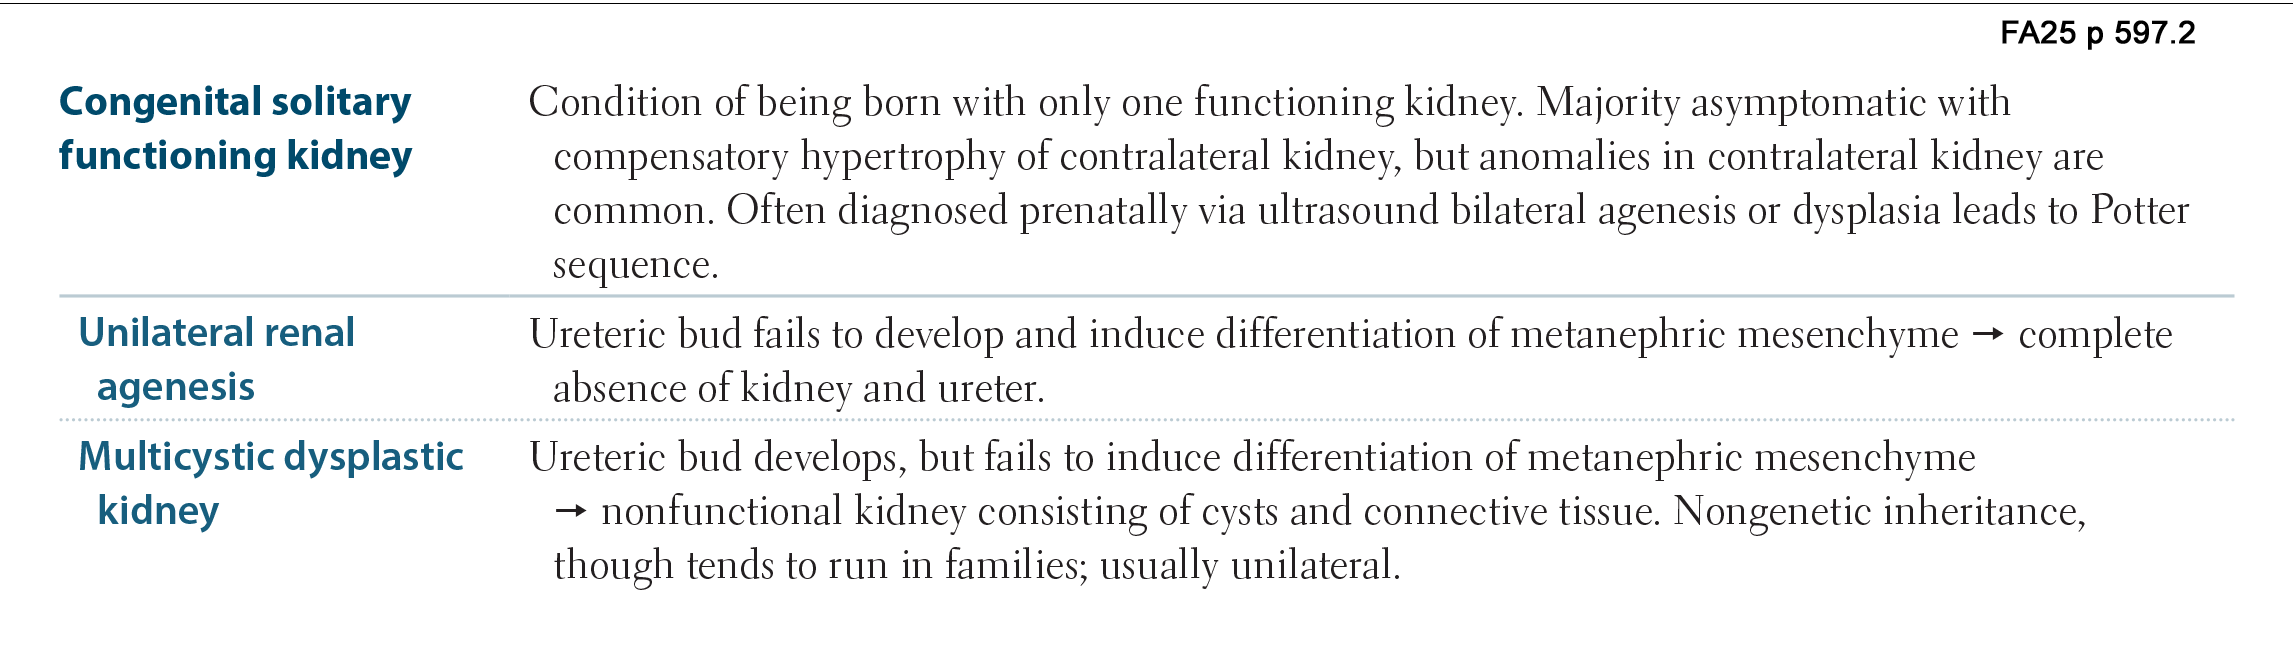 FA25 p 597.2
Congenital solitary functioning kidney
Condition of being born with only one functioning kidney. Majority asymptomatic with
compensatory hypertrophy of contralateral kidney, but anomalies in contralateral kidney are
common. Often diagnosed prenatally via ultrasound bilateral agenesis or dysplasia leads to Potter
sequence.
Unilateral renal
agenesis
Ureteric bud fails to develop and induce differentiation of metanephric mesenchyme → complete
absence of kidney and ureter.
Multicystic dysplastic
kidney
Ureteric bud develops, but fails to induce differentiation of metanephric mesenchyme
→ nonfunctional kidney consisting of cysts and connective tissue. Nongenetic inheritance,
though tends to run in families; usually unilateral.